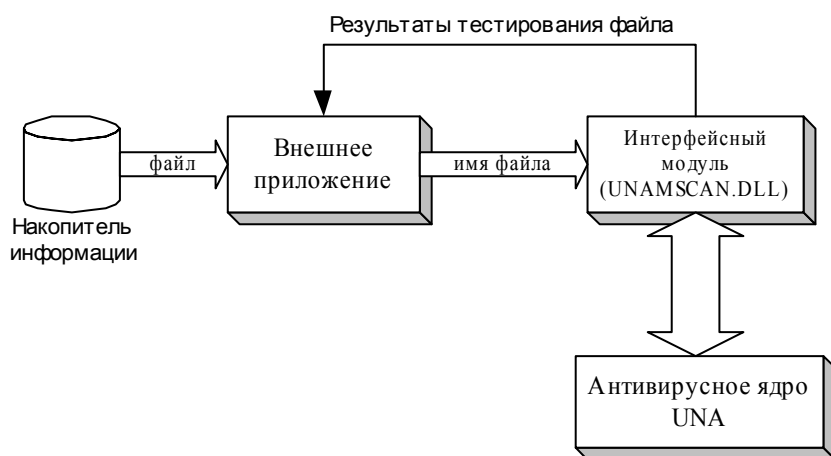 Результаты тестирования файла
файл
Внешнее
приложение
имя файла
Интерфейсный
модуль
(UNAMSCAN.DLL)
Накопитель
информации
Антивирусное ядро
UNA